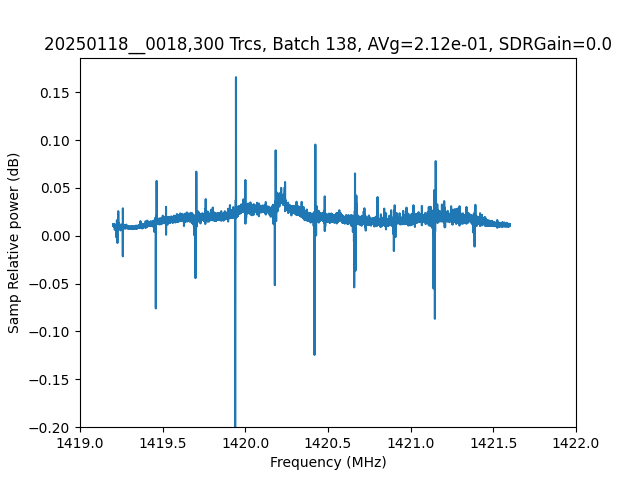 20250118__0018,300 Trcs, Batch 138, AVg=2.12e-01, SDRGain=0.0
Samp Relative power (dB)
0.15
0.10
0.05
0.00
−0.05
−0.10
−0.15
−0.20
1419.0 1419.5 1420.0 1420.5 1421.0 1421.5 1422.0
Frequency (MHz)